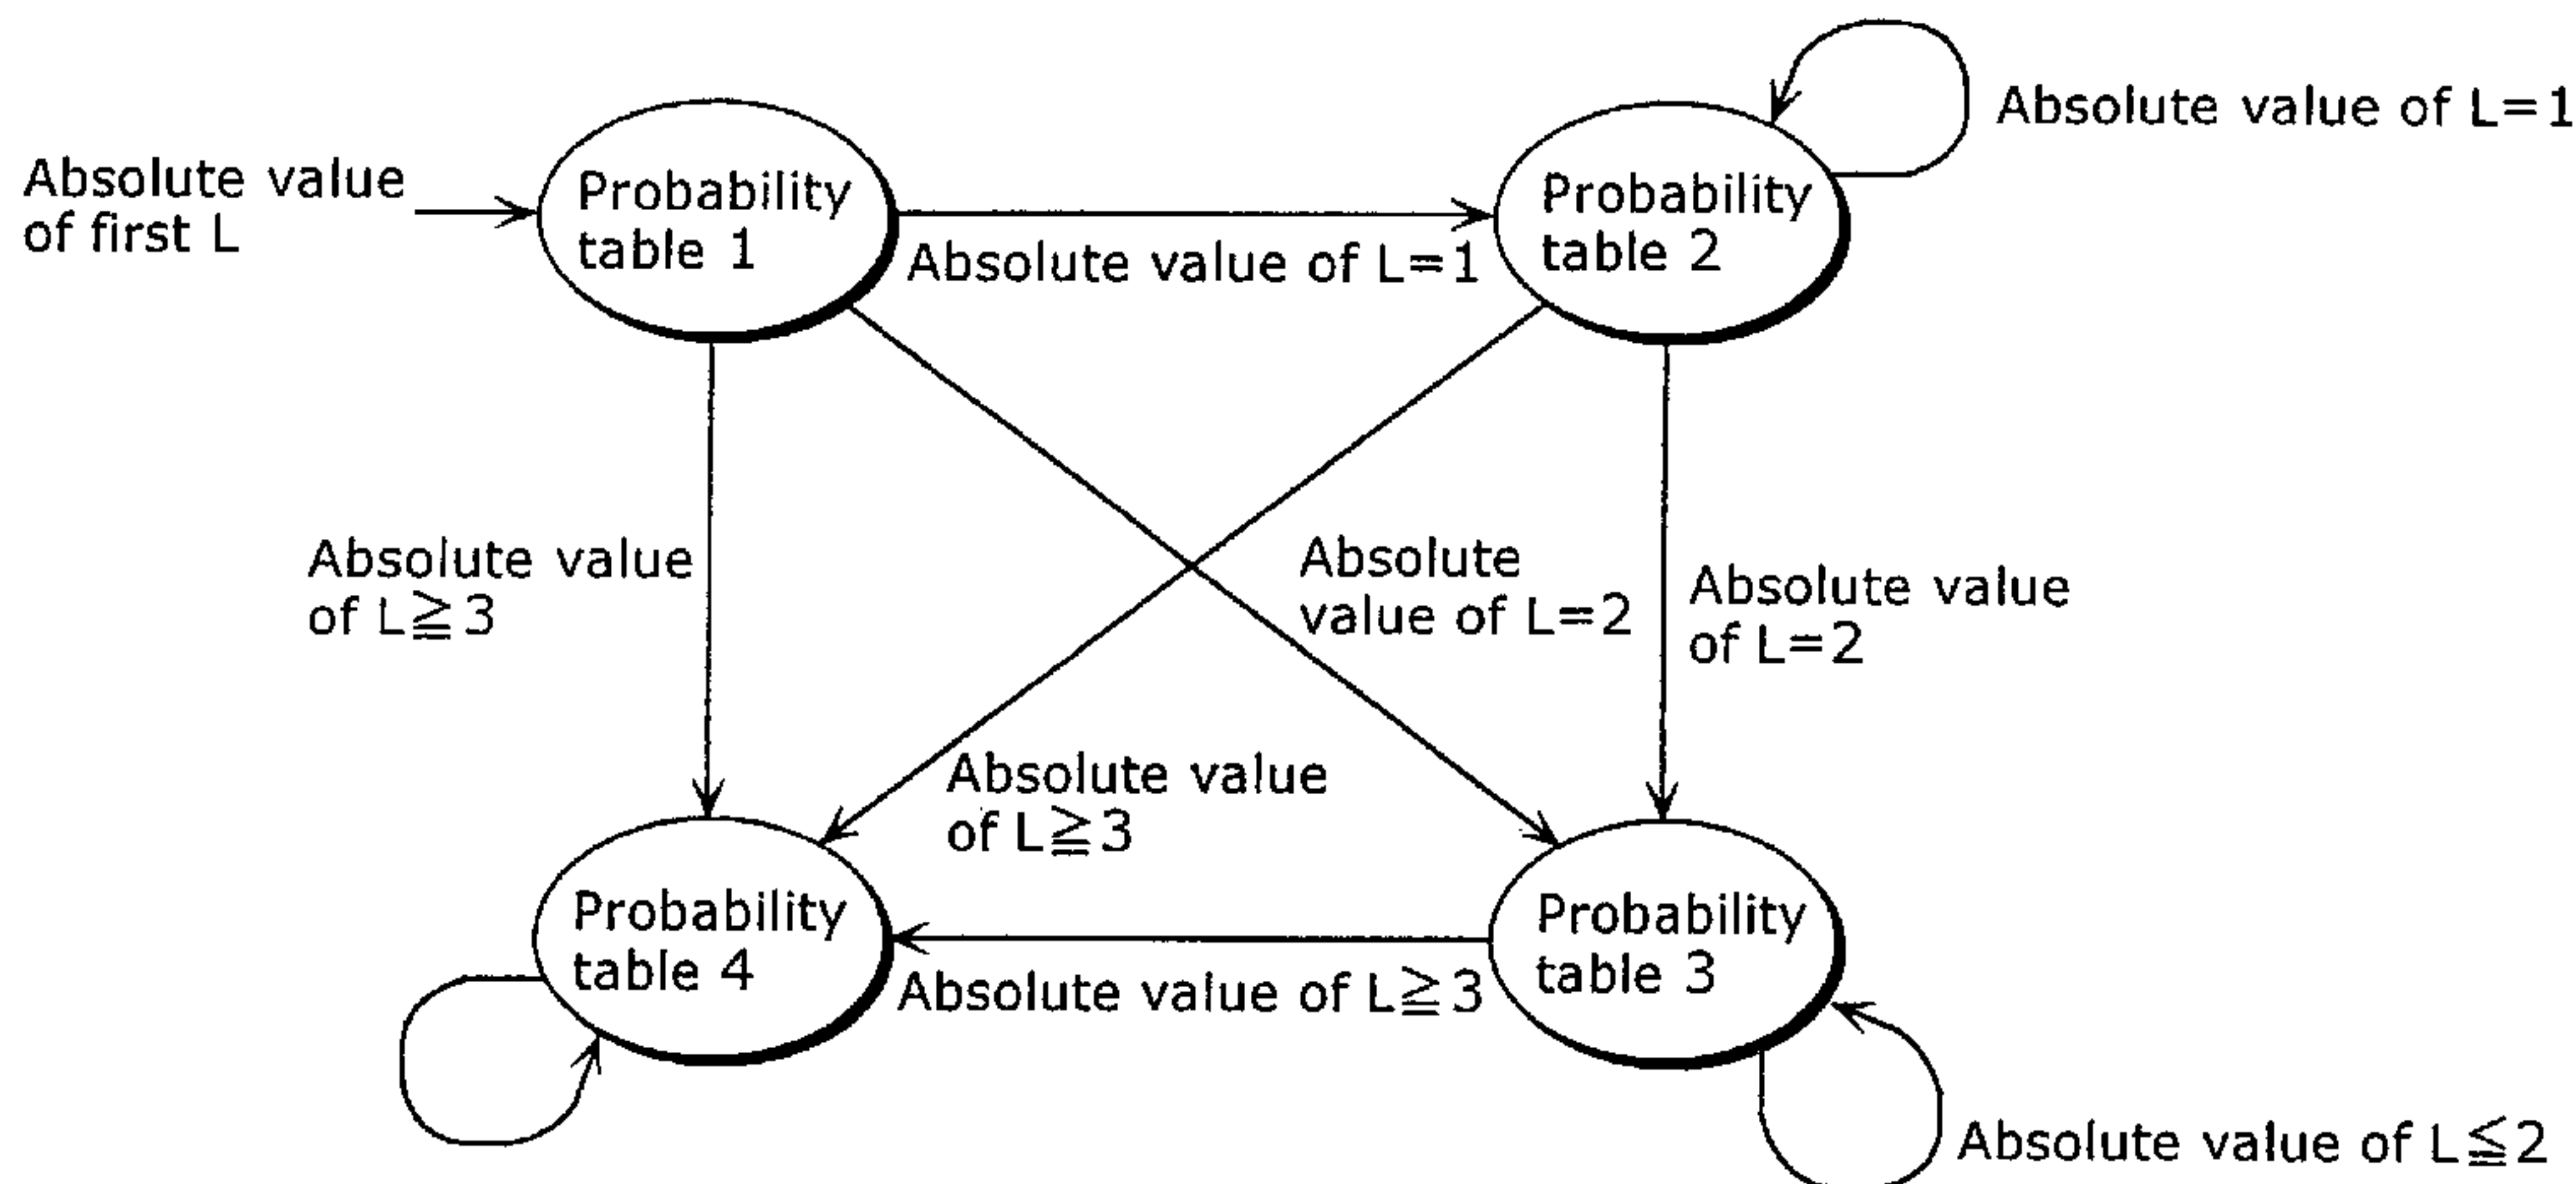 Absolute value of L=1
Absolute value
of first L
Probability
table 1
Probability
table 2
Absolute value of L=1
Absolute value
of L≧3
Absolute
value of L=2
Absolute value
of L=2
Absolute value
of L≧3
Probability
table 4
Probability
table 3
Absolute value of L≧3
Absolute value of L≦2